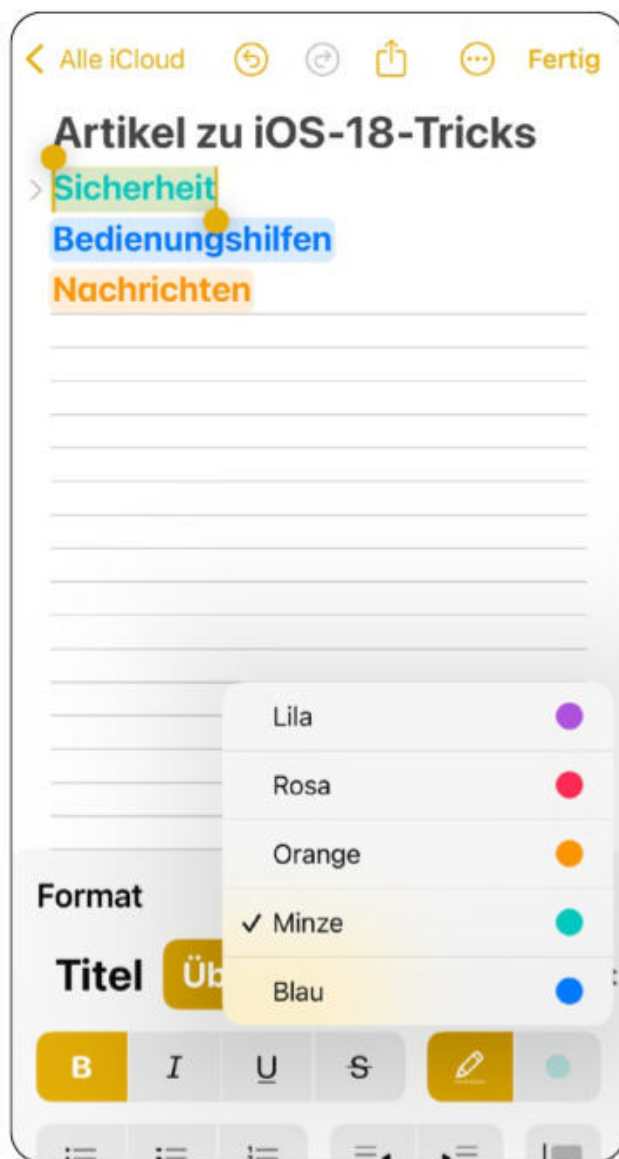 Alle iCloud Fertig
Artikel zu iOS-18-Tricks
Sicherheit
Bedienungshilfen
Nachrichten
Lila
Rosa
Orange
Minze
Blau
Format
Titel Üb
B I U S